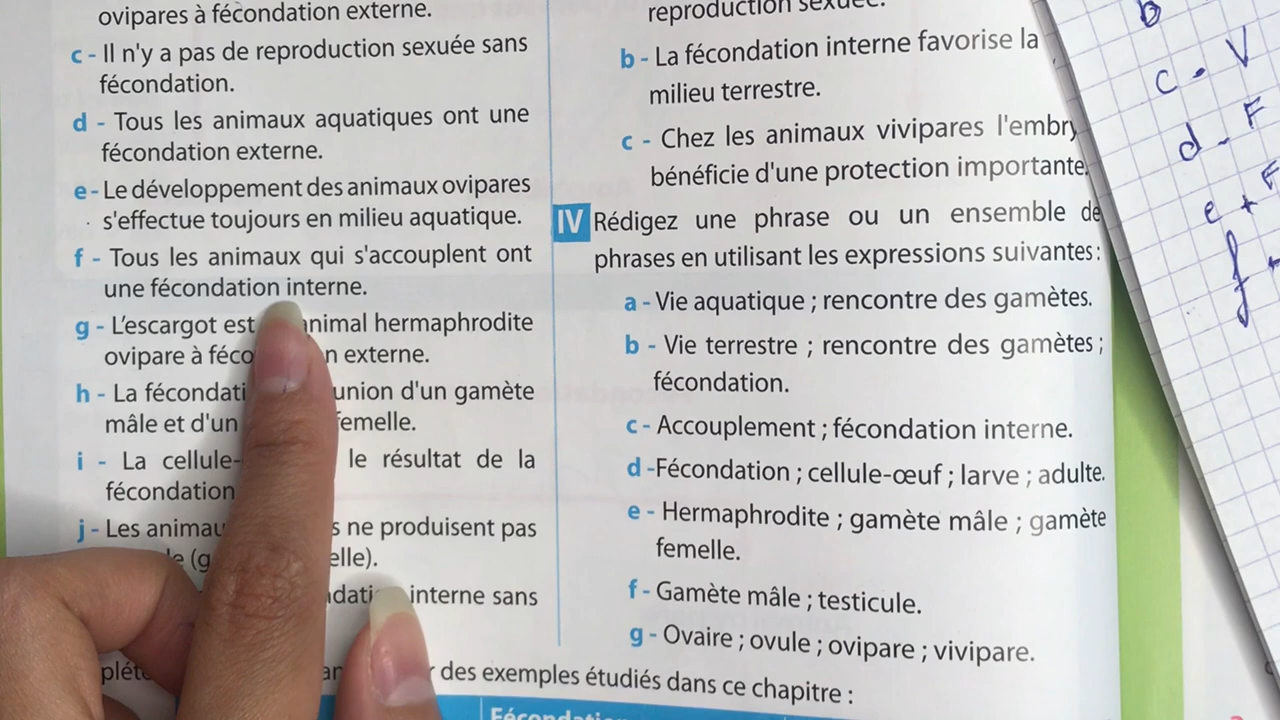 ovipares à fécondation externe.
c - Il n'y a pas de reproduction sexuée sans
fécondation.
d - Tous les animaux aquatiques ont une
fécondation externe.
e - Le développement des animaux ovipares
s'effectue toujours en milieu aquatique.
f - Tous les animaux qui s'accouplent ont
une fécondation interne.
g - L'escargot est animal hermaphrodite
ovipare à féco n externe.
h - La fécondati union d'un gamète
mâle et d'un femelle.
i - La cellule- le résultat de la
fécondation
j - Les animau s ne produisent pas
(g elle).
interne sans
des exemples étudiés dans ce chapitre :
reproduction sexuée.
b - La fécondation interne favorise la
milieu terrestre.
c - Chez les animaux vivipares l'embry
bénéficie d'une protection importante.
IV Rédigez une phrase ou un ensemble de
phrases en utilisant les expressions suivantes :
a - Vie aquatique ; rencontre des gamètes.
b - Vie terrestre ; rencontre des gamètes ;
fécondation.
c - Accouplement ; fécondation interne.
d -Fécondation ; cellule-œuf ; larve ; adulte.
e - Hermaphrodite ; gamète mâle ; gamète
femelle.
f - Gamète mâle ; testicule.
g - Ovaire ; ovule ; ovipare ; vivipare.
b
c - V
d - F
e + F
f